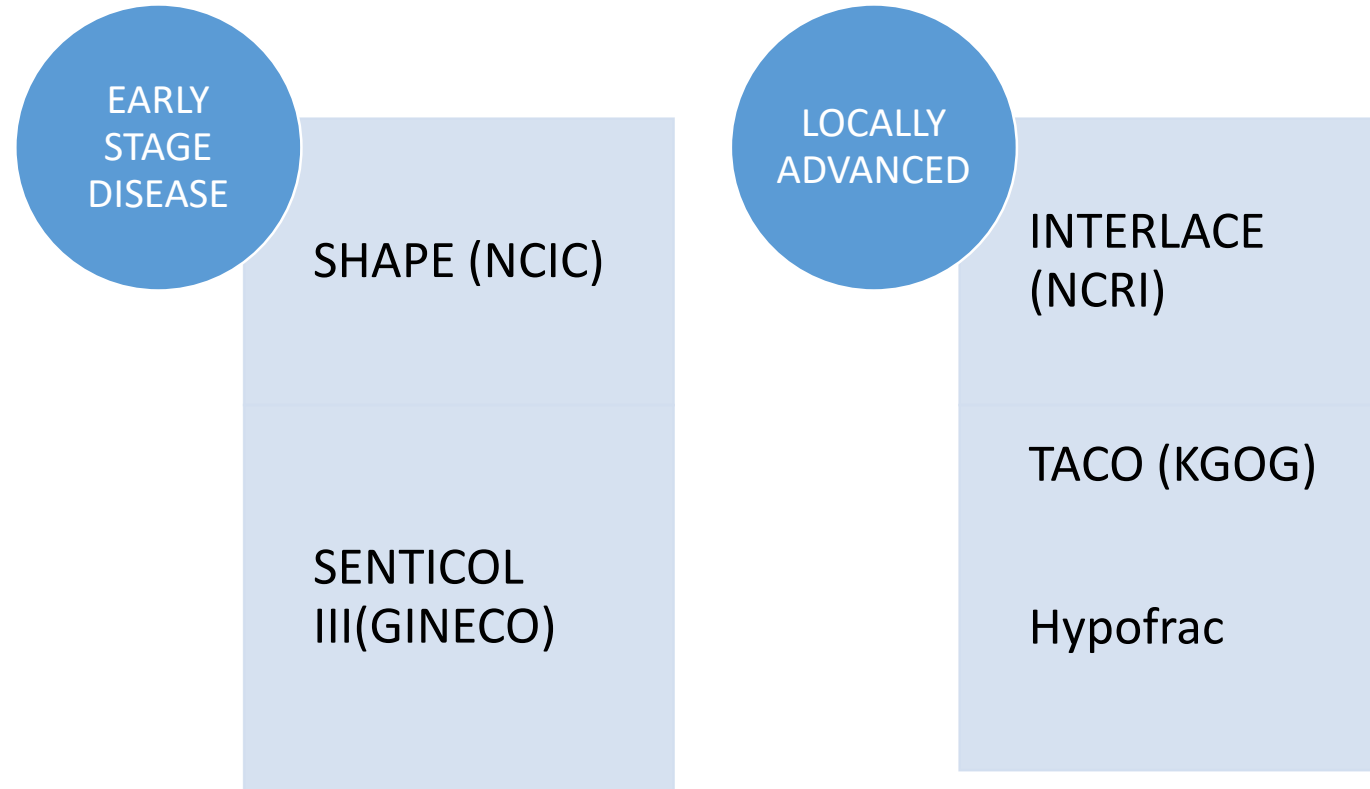 EARLY
STAGE
DISEASE
SHAPE (NCIC)
SENTICOL
III(GINECO)
LOCALLY
ADVANCED
INTERLACE
(NCRI)
TACO (KGOG)
Hypofrac